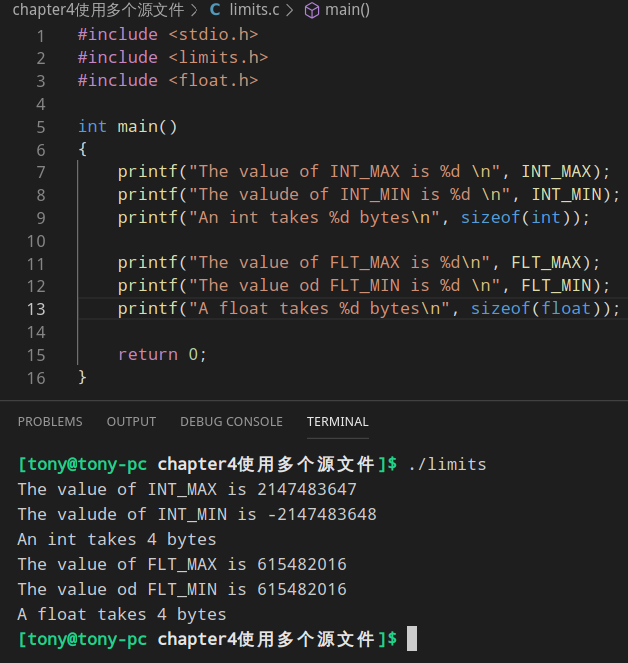 chapter4使用多个源文件 > C limits.c > main()
1 #include <stdio.h>
2 #include <limits.h>
3 #include <float.h>
4
5 int main()
6 {
7 printf("The value of INT_MAX is %d \n", INT_MAX);
8 printf("The valude of INT_MIN is %d \n", INT_MIN);
9 printf("An int takes %d bytes\n", sizeof(int));
10
11 printf("The value of FLT_MAX is %d\n", FLT_MAX);
12 printf("The value od FLT_MIN is %d \n", FLT_MIN);
13 printf("A float takes %d bytes\n", sizeof(float));
14
15 return 0;
16 }
PROBLEMS OUTPUT DEBUG CONSOLE TERMINAL
[tony@tony-pc chapter4使用多个源文件]$ ./limits
The value of INT_MAX is 2147483647
The valude of INT_MIN is -2147483648
An int takes 4 bytes
The value of FLT_MAX is 615482016
The value od FLT_MIN is 615482016
A float takes 4 bytes
[tony@tony-pc chapter4使用多个源文件]$